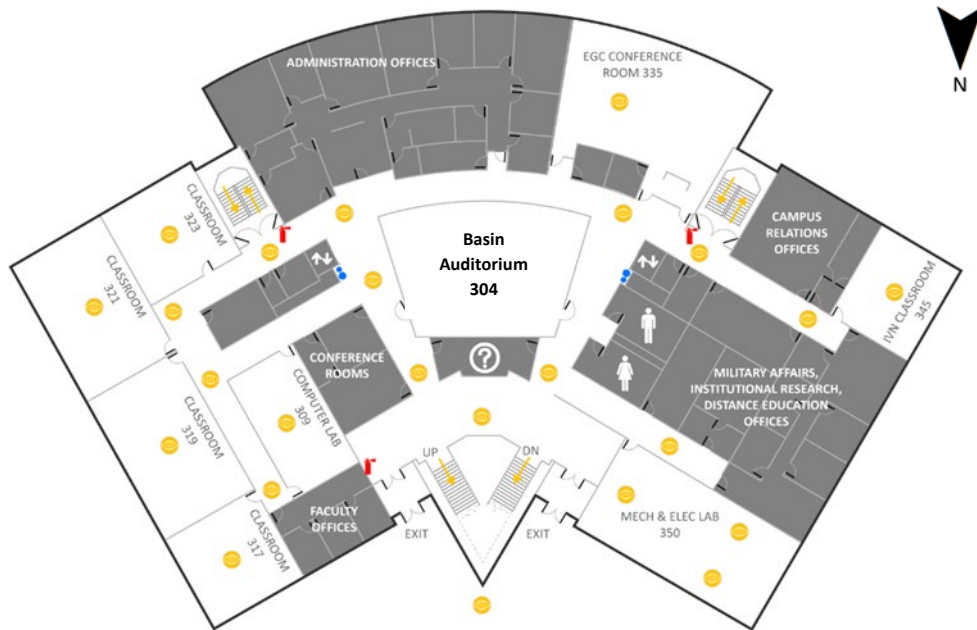 ADMINISTRATION OFFICES
EGC CONFERENCE
ROOM 335
N
CLASSROOM
323
CAMPUS
RELATIONS
OFFICES
Basin
Auditorium
304
CLASSROOM
321
IVN CLASSROOM
345
?
CONFERENCE
ROOMS
COMPUTER LAB
309
MILITARY AFFAIRS,
INSTITUTIONAL RESEARCH,
DISTANCE EDUCATION
OFFICES
CLASSROOM
319
UP
DN
FACULTY
OFFICES
CLASSROOM
317
EXIT
EXIT
MECH & ELEC LAB
350